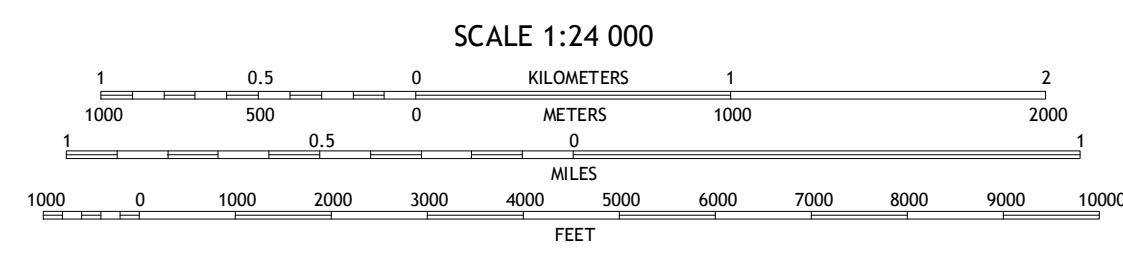 SCALE 1:24 000
1 0.5 0 KILOMETERS 1 2
1000 500 0 METERS 1000 2000
1 0.5 0 1
MILES
1000 0 1000 2000 3000 4000 5000 6000 7000 8000 9000 10000
FEET